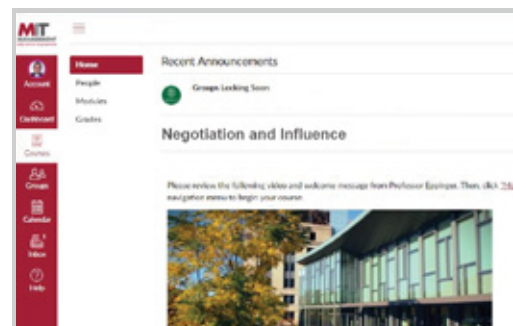 MIT
MANAGEMENT
Account
Dashboard
Courses
Groups
Calendar
Inbox
Help
Home
People
Modules
Grades
Recent Announcements
Groups Locking Soon
Negotiation and Influence
Please review the following video and welcome message from Professor Eppinger. Then, click
navigation menu to begin your course.